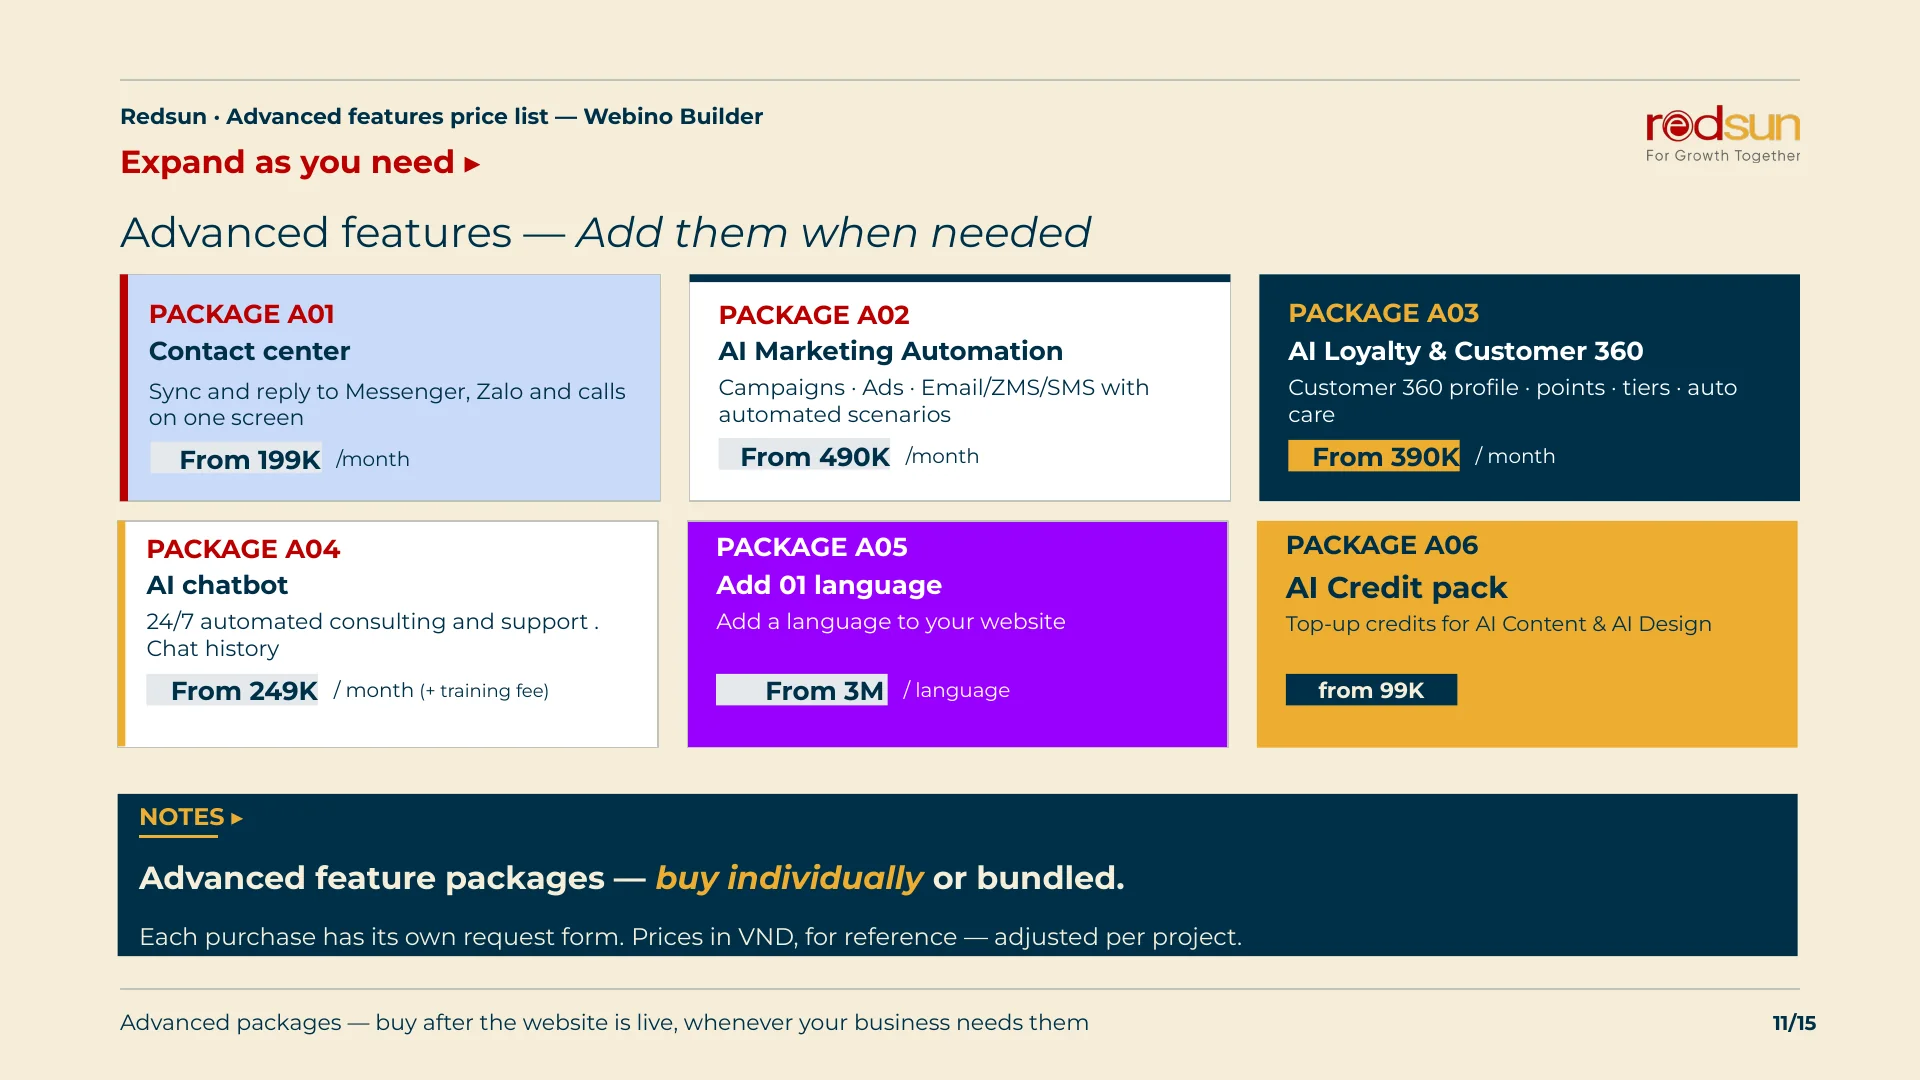 Redsun · Advanced features price list — Webino Builder
redsun
For Growth Together
Expand as you need ▸
Advanced features — Add them when needed
PACKAGE A01
Contact center
Sync and reply to Messenger, Zalo and calls
on one screen
From 199K /month
PACKAGE A02
AI Marketing Automation
Campaigns · Ads · Email/ZMS/SMS with
automated scenarios
From 490K /month
PACKAGE A03
AI Loyalty & Customer 360
Customer 360 profile · points · tiers · auto
care
From 390K / month
PACKAGE A04
AI chatbot
24/7 automated consulting and support .
Chat history
From 249K / month (+ training fee)
PACKAGE A05
Add 01 language
Add a language to your website
From 3M / language
PACKAGE A06
AI Credit pack
Top-up credits for AI Content & AI Design
from 99K
NOTES ▸
Advanced feature packages — buy individually or bundled.
Each purchase has its own request form. Prices in VND, for reference — adjusted per project.
Advanced packages — buy after the website is live, whenever your business needs them
11/15